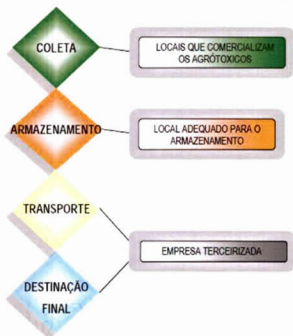 COLETA
LOCAIS QUE COMERCIALIZAM
OS AGRÓTOXICOS
ARMAZENAMENTO
LOCAL ADEQUADO PARA O
ARMAZENAMENTO
TRANSPORTE
EMPRESA TERCEIRIZADA
DESTINAÇÃO
FINAL